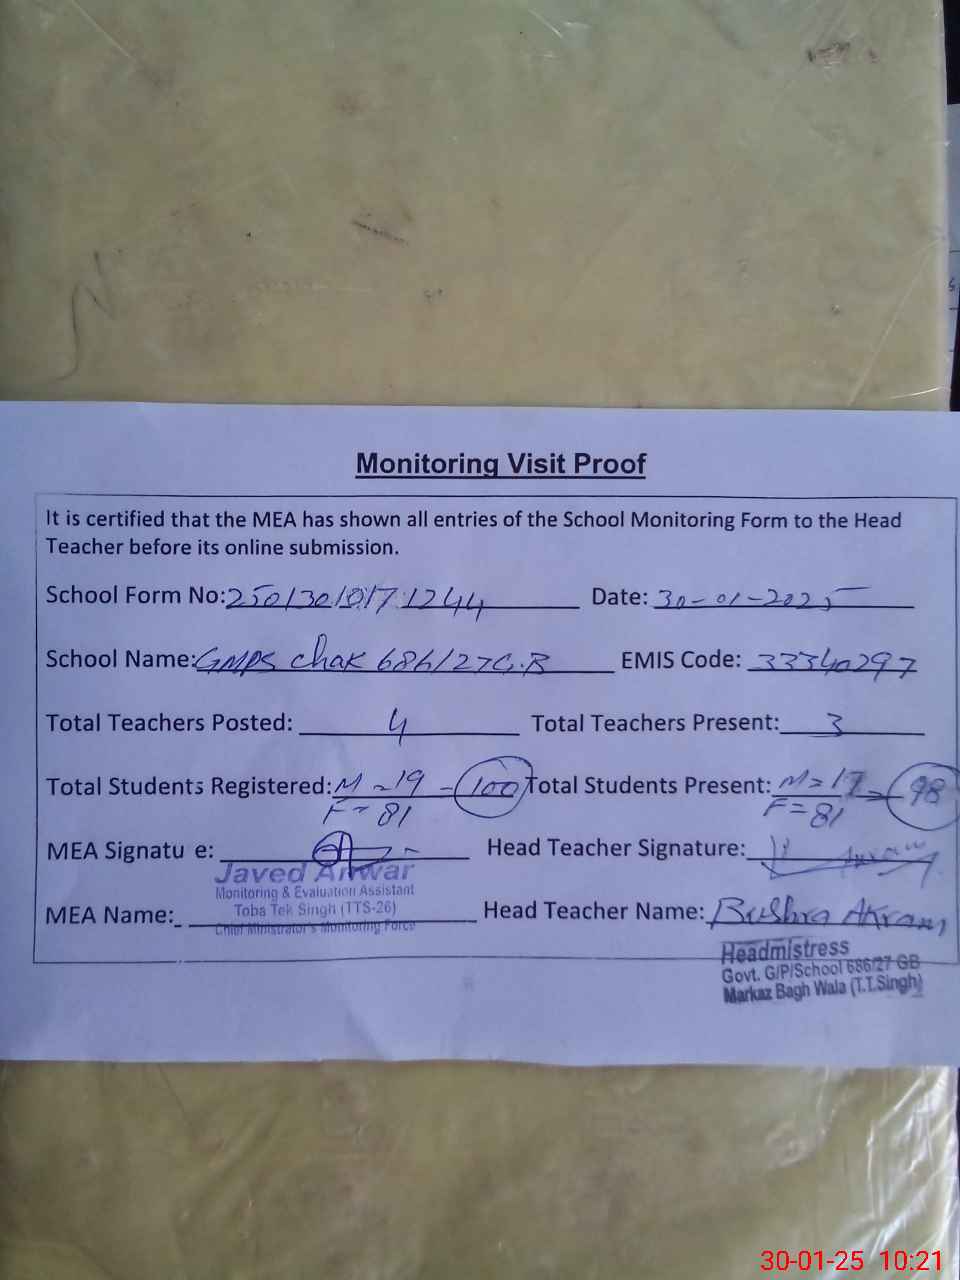 Monitoring Visit Proof
It is certified that the MEA has shown all entries of the School Monitoring Form to the Head
Teacher before its online submission.
School Form No: 250130101711244 Date: 30-01-2025
School Name: GMPS Chak 686/27G.B EMIS Code: 33340297
Total Teachers Posted: 4 Total Teachers Present: 3
Total Students Registered: M = 19 - 100 Total Students Present: M = 17 = 98
F = 81 F = 81
MEA Signatu e: Head Teacher Signature:
Javed Anwar
Monitoring & Evaluation Assistant
Toba Tek Singh (TTS-26)
MEA Name: Head Teacher Name: Bushra Akram
Chief Ministrator's Monitoring Force
Headmistress
Govt. G/P/School 686/27 GB
Markaz Bagh Wala (T.T.Singh)
30-01-25 10:21